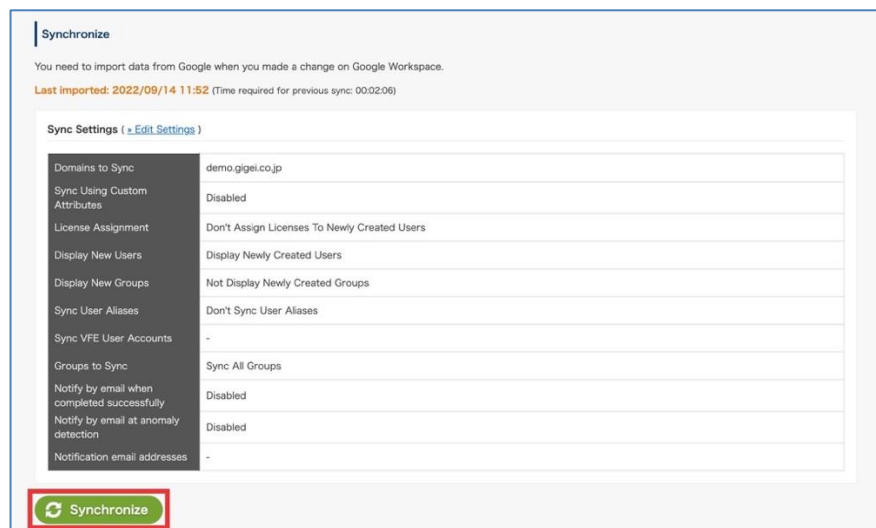 Synchronize
You need to import data from Google when you made a change on Google Workspace.
Last imported: 2022/09/14 11:52 (Time required for previous sync: 00:02:06)
Sync Settings ( » Edit Settings )
Domains to Sync demo.gigei.co.jp
Sync Using Custom
Attributes Disabled
License Assignment Don't Assign Licenses To Newly Created Users
Display New Users Display Newly Created Users
Display New Groups Not Display Newly Created Groups
Sync User Aliases Don't Sync User Aliases
Sync VFE User Accounts -
Groups to Sync Sync All Groups
Notify by email when
completed successfully Disabled
Notify by email at anomaly
detection Disabled
Notification email addresses -
Synchronize